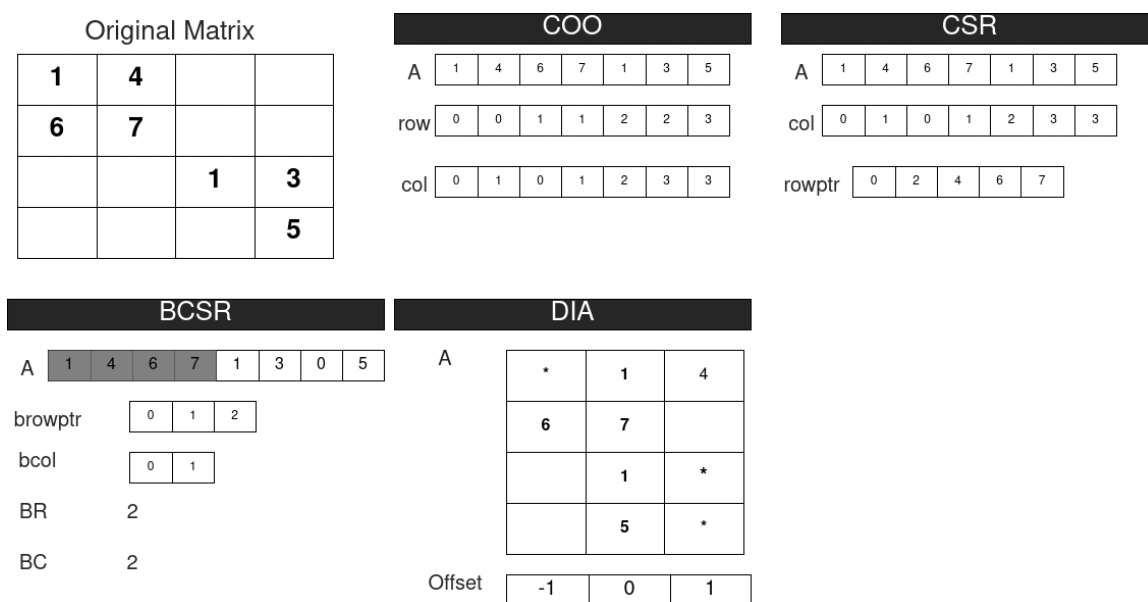 Original Matrix
1 4
6 7
1 3
5
COO
A 1 4 6 7 1 3 5
row 0 0 1 1 2 2 3
col 0 1 0 1 2 3 3
CSR
A 1 4 6 7 1 3 5
col 0 1 0 1 2 3 3
rowptr 0 2 4 6 7
BCSR
A 1 4 6 7 1 3 0 5
browptr 0 1 2
bcol 0 1
BR 2
BC 2
DIA
A * 1 4
6 7
1 *
5 *
Offset -1 0 1